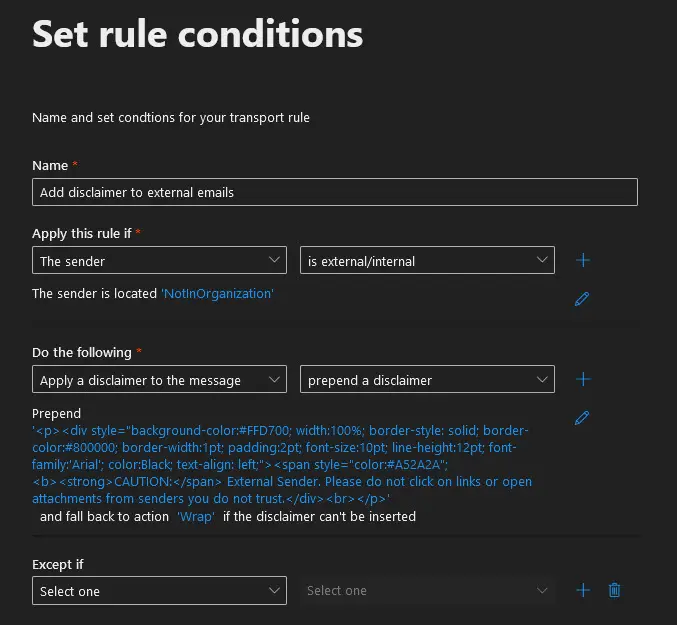 Set rule conditions
Name and set condtions for your transport rule
Name *
Add disclaimer to external emails
Apply this rule if *
The sender
is external/internal
The sender is located 'NotInOrganization'
Do the following *
Apply a disclaimer to the message
prepend a disclaimer
Prepend
'<p><div style="background-color:#FFD700; width:100%; border-style: solid; border-
color:#800000; border-width:1pt; padding:2pt; font-size:10pt; line-height:12pt; font-
family:'Arial'; color:Black; text-align: left;"><span style="color:#A52A2A";
<b><strong>CAUTION:</span> External Sender. Please do not click on links or open
attachments from senders you do not trust.</div><br></p>'
and fall back to action 'Wrap' if the disclaimer can't be inserted
Except if
Select one
Select one